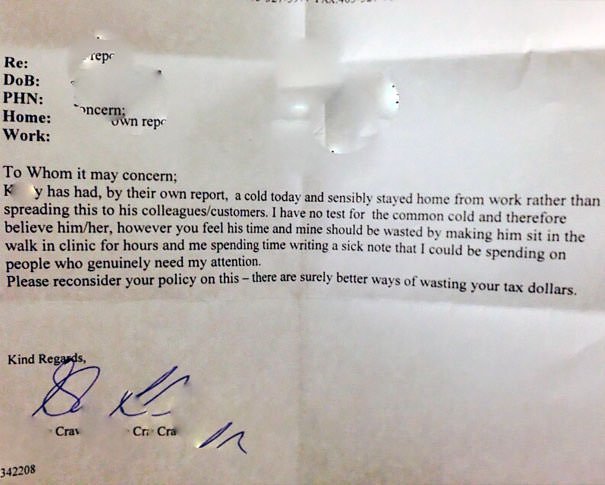 Re:
DoB:
PHN:
Home:
own repo
Work:
To Whom it may concern;
K y has had, by their own report, a cold today and sensibly stayed home from work rather than
spreading this to his colleagues/customers. I have no test for the common cold and therefore
believe him/her, however you feel his time and mine should be wasted by making him sit in the
walk in clinic for hours and me spending time writing a sick note that I could be spending on
people who genuinely need my attention.
Please reconsider your policy on this – there are surely better ways of wasting your tax dollars.
Kind Regards,
342208